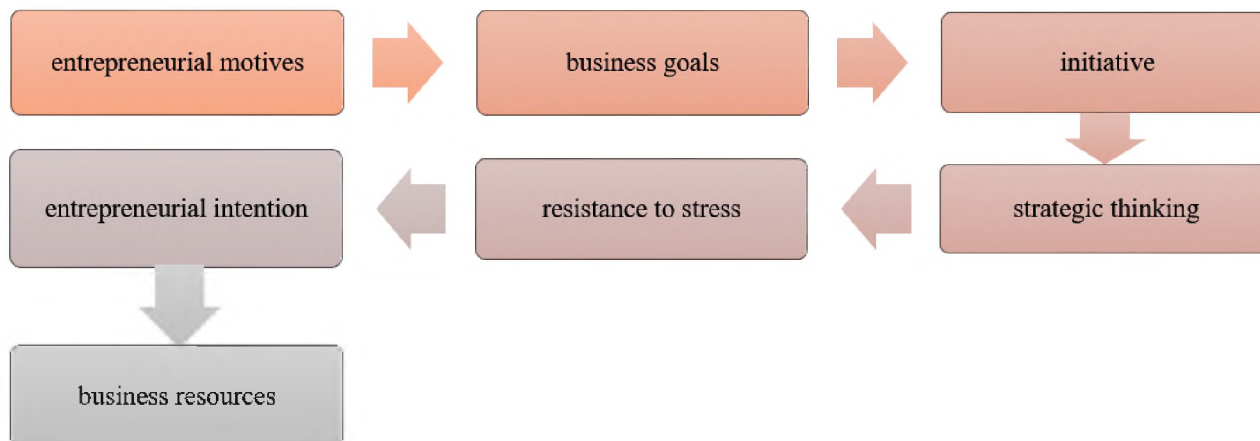 entrepreneurial motives
business goals
initiative
strategic thinking
resistance to stress
entrepreneurial intention
business resources